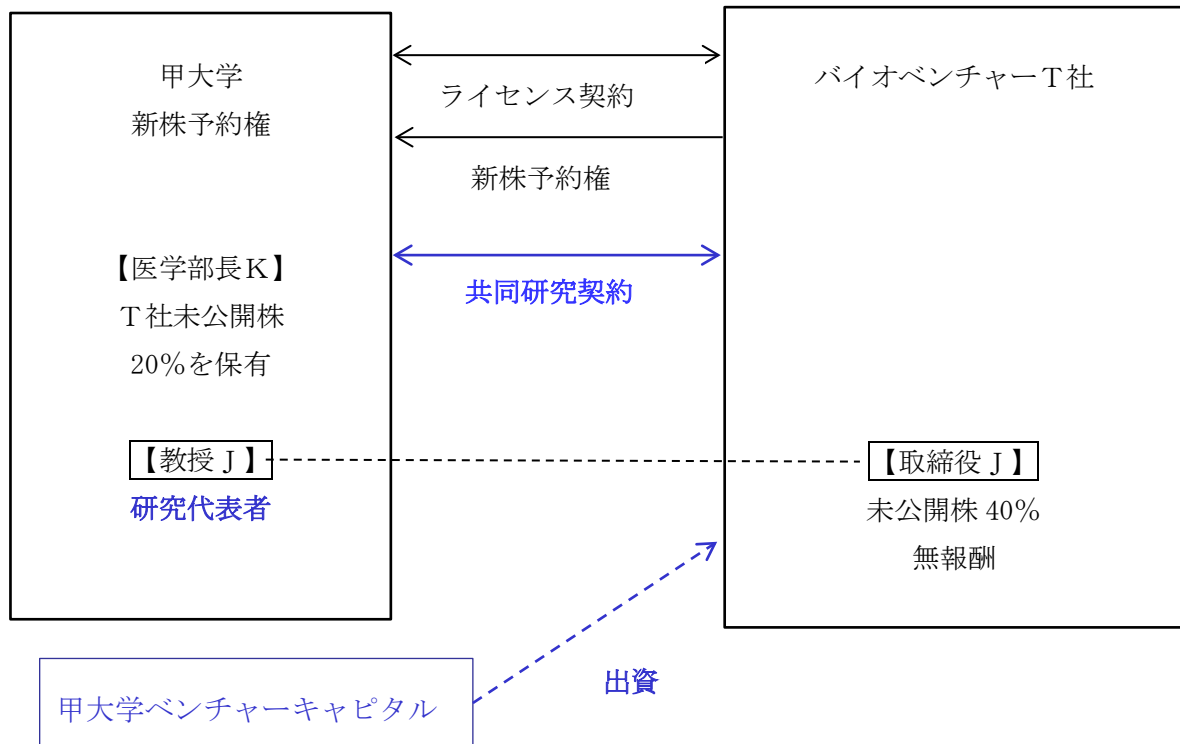 甲大学
新株予約権
ライセンス契約
新株予約権
バイオベンチャーＴ社
共同研究契約
【医学部長Ｋ】
Ｔ社未公開株
20％を保有
【教授Ｊ】
研究代表者
【取締役Ｊ】
未公開株 40％
無報酬
出資
甲大学ベンチャーキャピタル